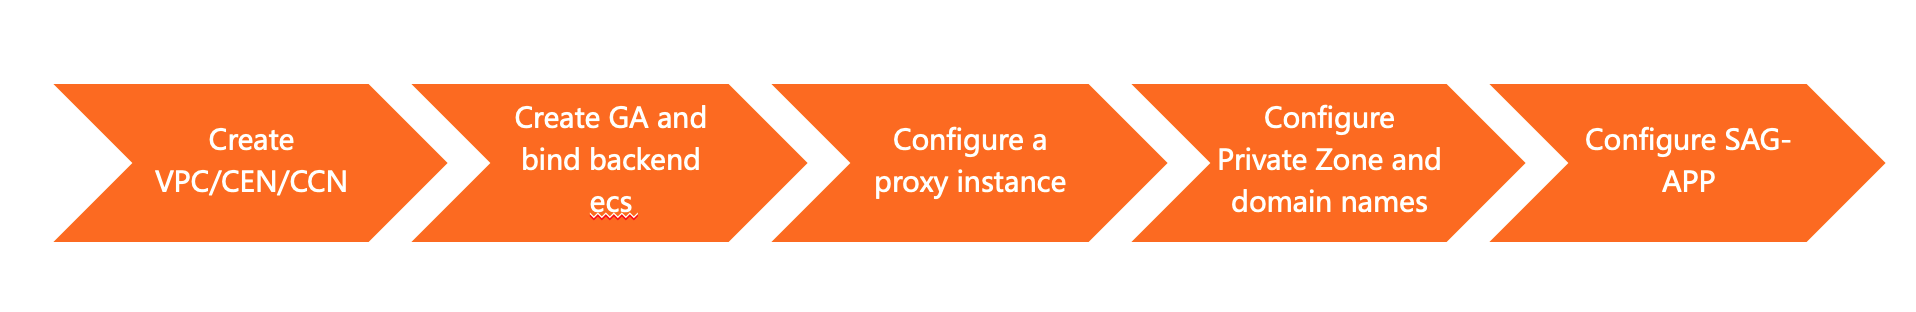 Create
VPC/CEN/CCN
Create GA and
bind backend
ecs
Configure a
proxy instance
Configure
Private Zone and
domain names
Configure SAG-
APP